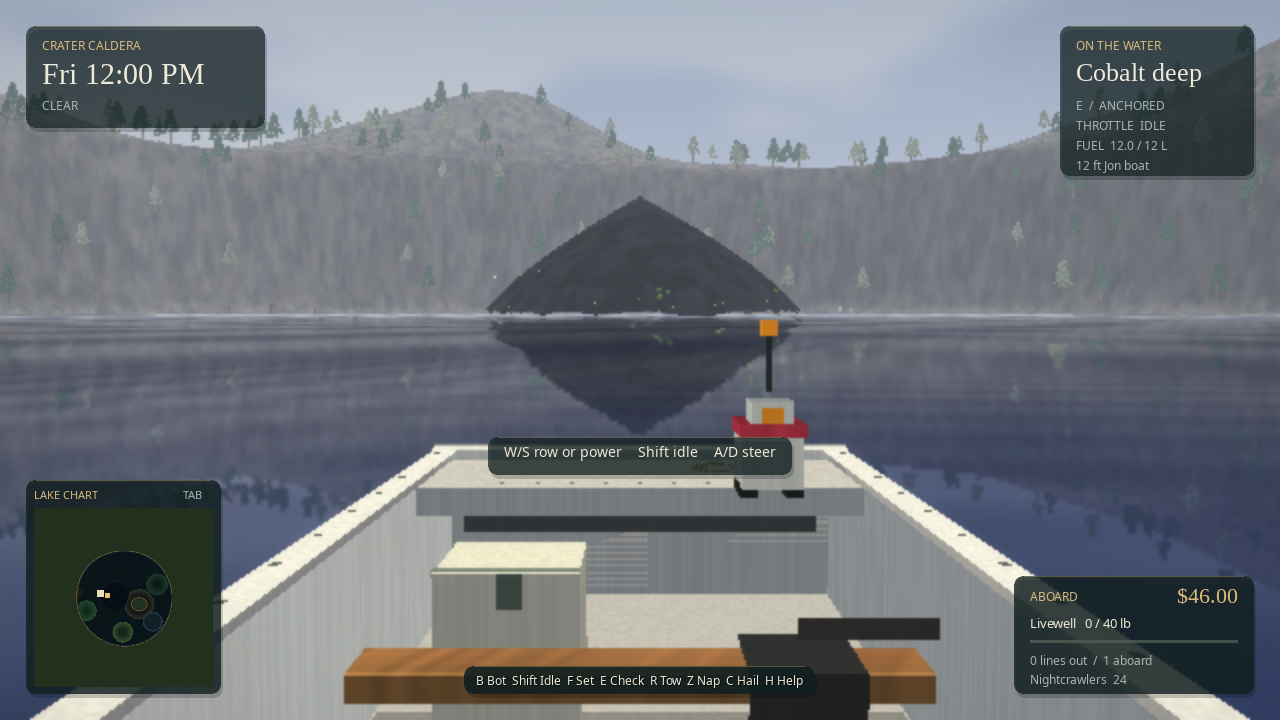 CRATER CALDERA
Fri 12:00 PM
CLEAR
ON THE WATER
Cobalt deep
E / ANCHORED
THROTTLE IDLE
FUEL 12.0 / 12 L
12 ft Jon boat
W/S row or power Shift idle A/D steer
LAKE CHART TAB
ABOARD $46.00
Livewell 0 / 40 lb
0 lines out / 1 aboard
Nightcrawlers 24
B Bot Shift Idle F Set E Check R Tow Z Nap C Hail H Help